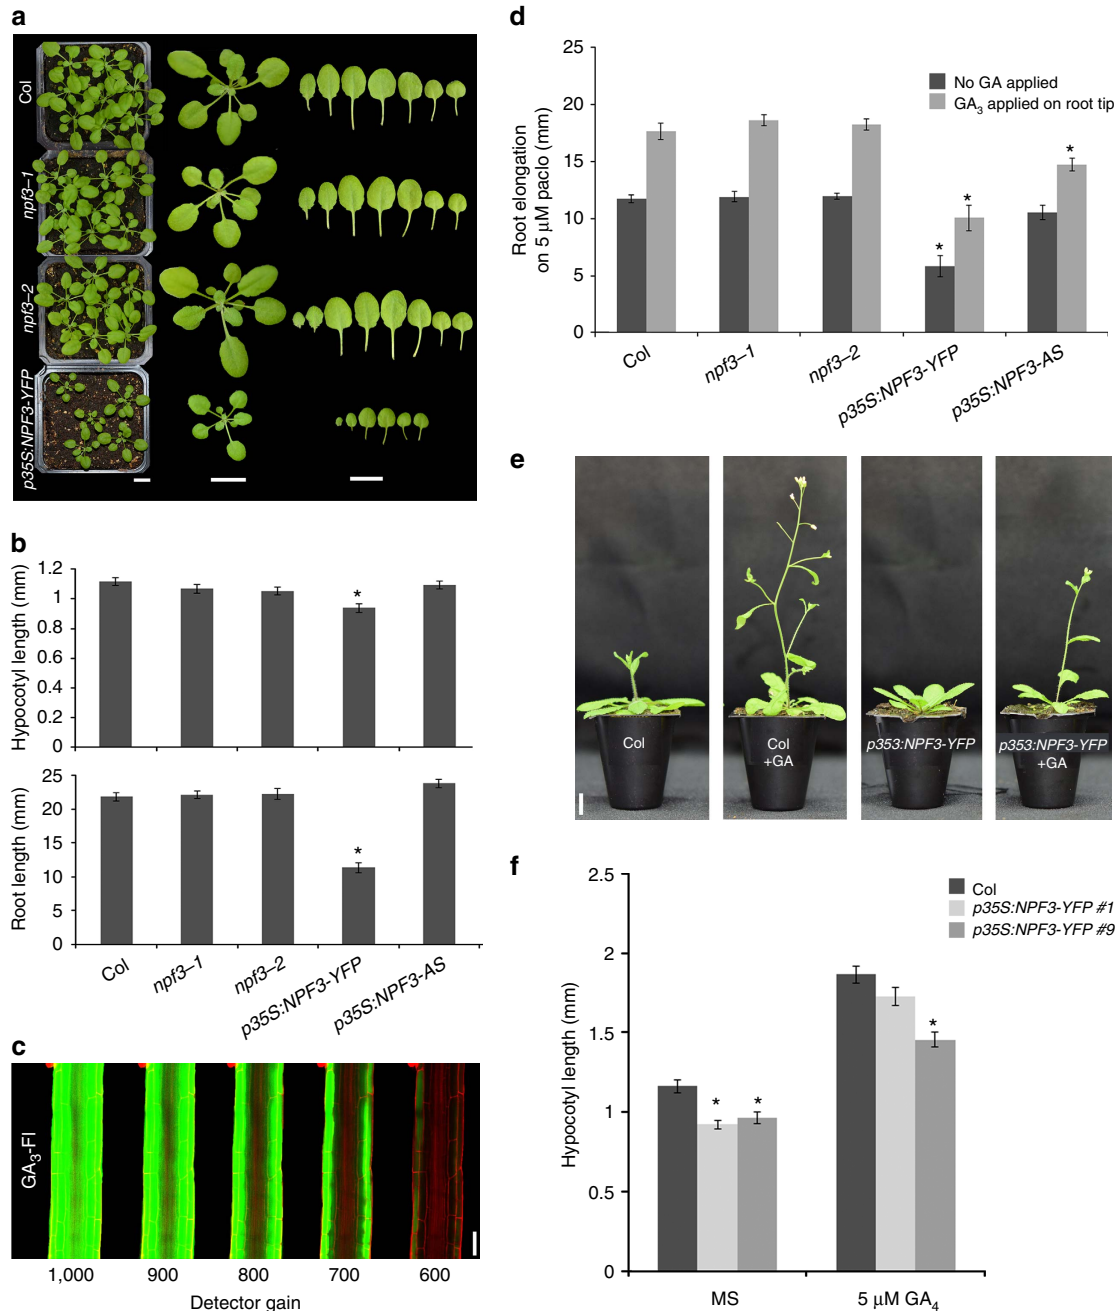 a
Col
npf3–1
npf3–2
p35S:NPF3-YFP
b
Hypocotyl length (mm)
1.2
1
0.8
0.6
0.4
0.2
0
*
Root length (mm)
25
20
15
10
5
0
*
Col
npf3–1
npf3–2
p35S:NPF3-YFP
p35S:NPF3-AS
c
GA3-Fl
1,000 900 800 700 600
Detector gain
d
Root elongation
on 5 µM paclo (mm)
25
20
15
10
5
0
No GA applied
GA3 applied on root tip
*
*
*
Col
npf3–1
npf3–2
p35S:NPF3-YFP
p35S:NPF3-AS
e
Col
Col
+GA
p353:NPF3-YFP
p353:NPF3-YFP
+GA
f
Hypocotyl length (mm)
2.5
2
1.5
1
0.5
0
Col
p35S:NPF3-YFP #1
p35S:NPF3-YFP #9
* *
*
MS
5 µM GA4